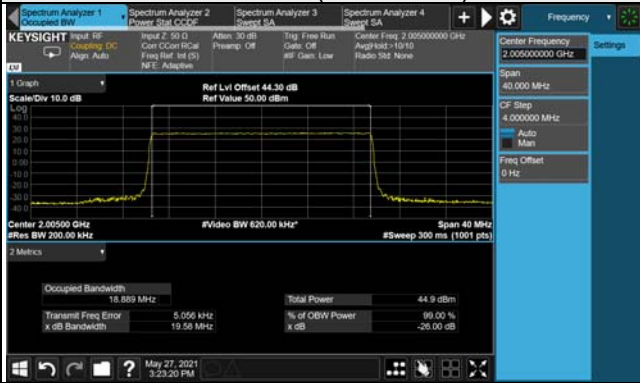 Spectrum Analyzer 1
Occupied BW
Spectrum Analyzer 2
Power Stat CCDF
Spectrum Analyzer 3
Swept SA
Spectrum Analyzer 4
Swept SA
Frequency
KEYSIGHT
Input: RF
Coupling: DC
Align: Auto
Input Z: 50 Ω
Corr CCorr RCal
Freq Ref: Int (S)
NFE: Adaptive
Atten: 30 dB
Preamp: Off
Trig: Free Run
Gate: Off
#IF Gain: Low
Center Freq: 2.005000000 GHz
Avg|Hold:>10/10
Radio Std: None
LXI
Center Frequency
2.005000000 GHz
Settings
Span
40.000 MHz
CF Step
4.000000 MHz
Auto
Man
Freq Offset
0 Hz
1 Graph
Scale/Div 10.0 dB
Ref Lvl Offset 44.30 dB
Ref Value 50.00 dBm
Log
40.0
30.0
20.0
10.0
0.00
-10.0
-20.0
-30.0
-40.0
Center 2.00500 GHz
#Res BW 200.00 kHz
#Video BW 620.00 kHz*
Span 40 MHz
#Sweep 300 ms (1001 pts)
2 Metrics
Occupied Bandwidth
18.889 MHz
Total Power 44.9 dBm
Transmit Freq Error 5.056 kHz
% of OBW Power 99.00 %
x dB Bandwidth 19.58 MHz
x dB -26.00 dB
May 27, 2021
3:23:20 PM